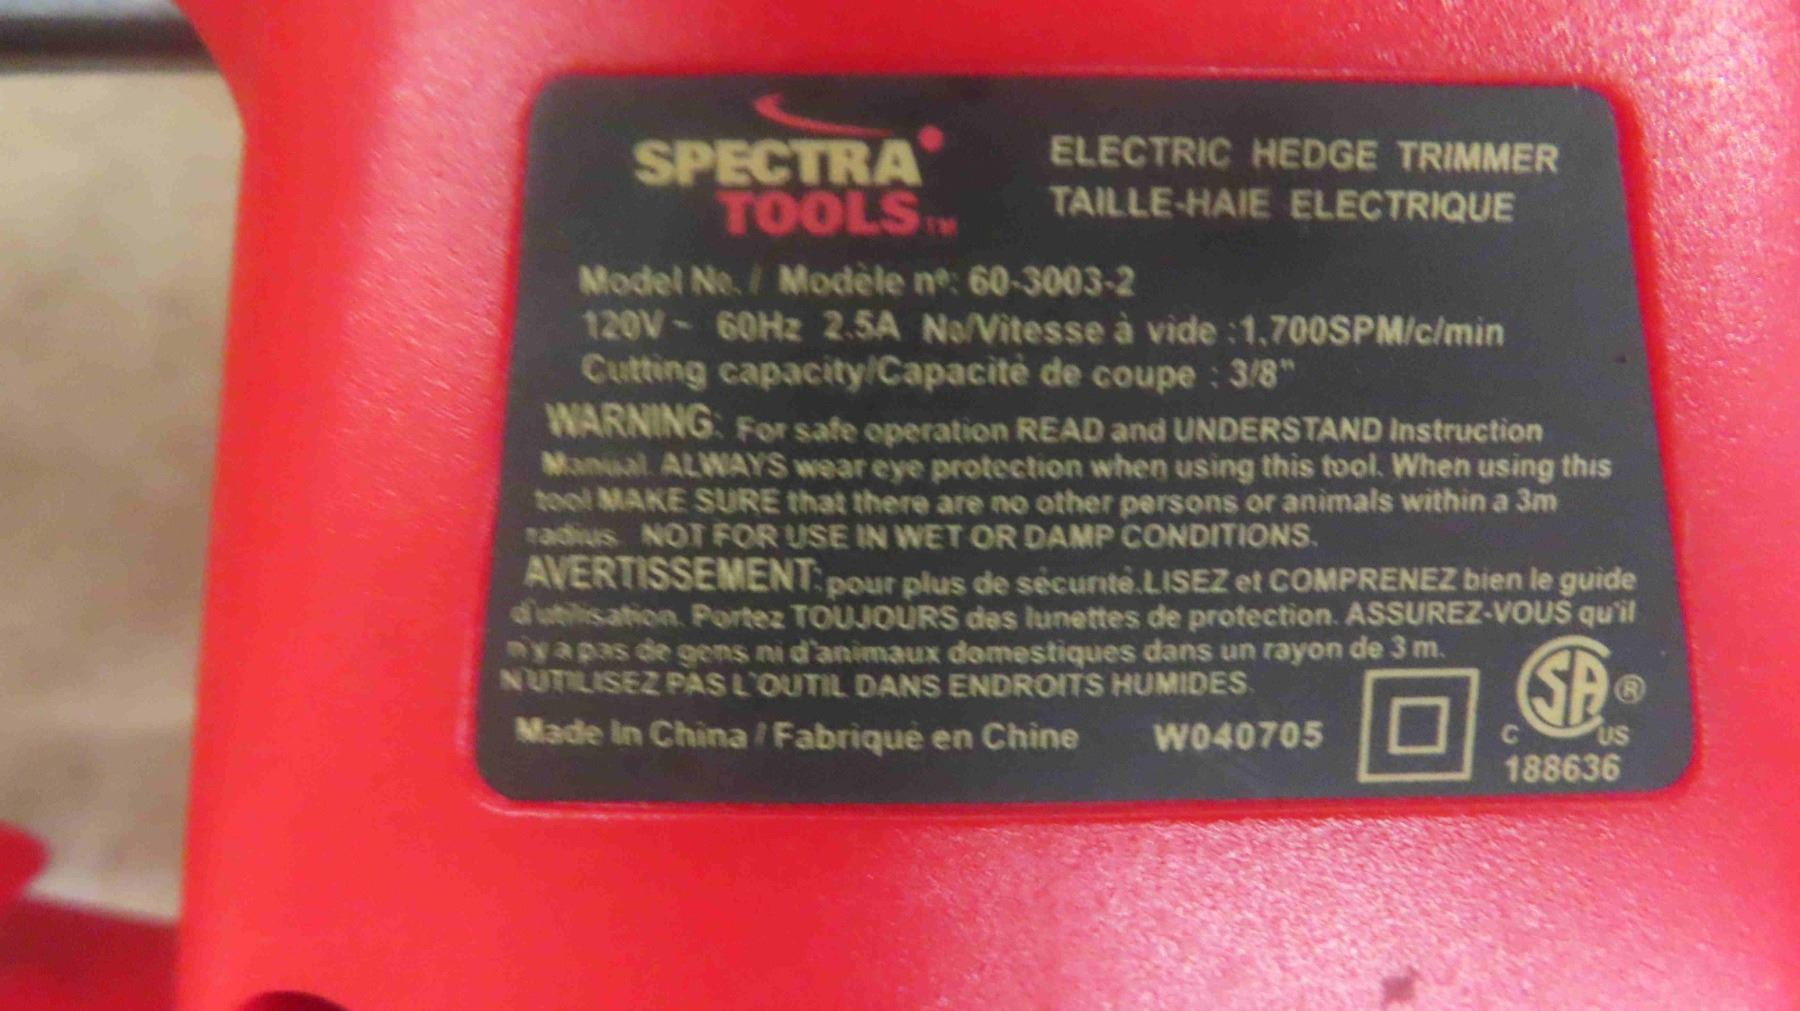 SPECTRA
TOOLS™
ELECTRIC HEDGE TRIMMER
TAILLE-HAIE ELECTRIQUE
Model No. / Modèle nº: 60-3003-2
120V ~ 60Hz 2.5A No/Vitesse à vide :1,700SPM/c/min
Cutting capacity/Capacité de coupe : 3/8"
WARNING: For safe operation READ and UNDERSTAND Instruction
Manual. ALWAYS wear eye protection when using this tool. When using this
tool MAKE SURE that there are no other persons or animals within a 3m
radius. NOT FOR USE IN WET OR DAMP CONDITIONS.
AVERTISSEMENT: pour plus de sécurité.LISEZ et COMPRENEZ bien le guide
d'utilisation. Portez TOUJOURS des lunettes de protection. ASSUREZ-VOUS qu'il
n'y a pas de gens ni d'animaux domestiques dans un rayon de 3 m.
N'UTILISEZ PAS L'OUTIL DANS ENDROITS HUMIDES.
Made In China / Fabriqué en Chine W040705
SA ®
C US
188636